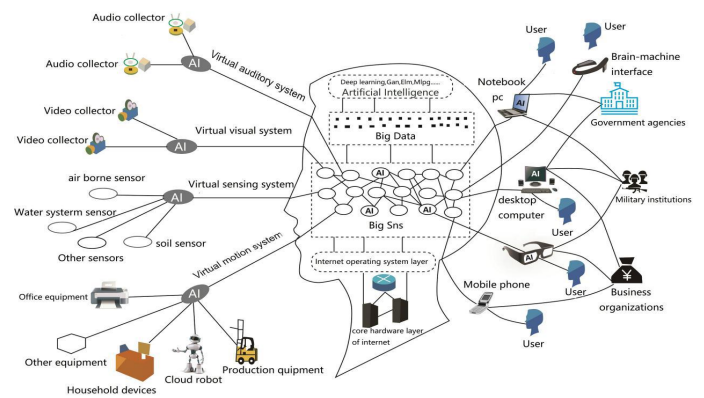 Audio collector
AI
Virtual auditory system
Audio collector
Video collector
Virtual visual system
Video collector
AI
air borne sensor
Virtual sensing system
AI
Water systerm sensor
Other sensors
soil sensor
Virtual motion system
Office equipment
AI
Other equipment
Household devices
Cloud robot
Production quipment
Deep learning,Gan,Elm,Mlpg......
Artificial Intelligence
Big Data
AI
AI
AI
Big Sns
Internet operating system layer
core hardware layer
of internet
User
User
Brain-machine
interface
Notebook
pc
AI
Government agencies
AI
desktop
computer
User
Military institutions
AI
User
Mobile phone
User
¥
Business
organizations